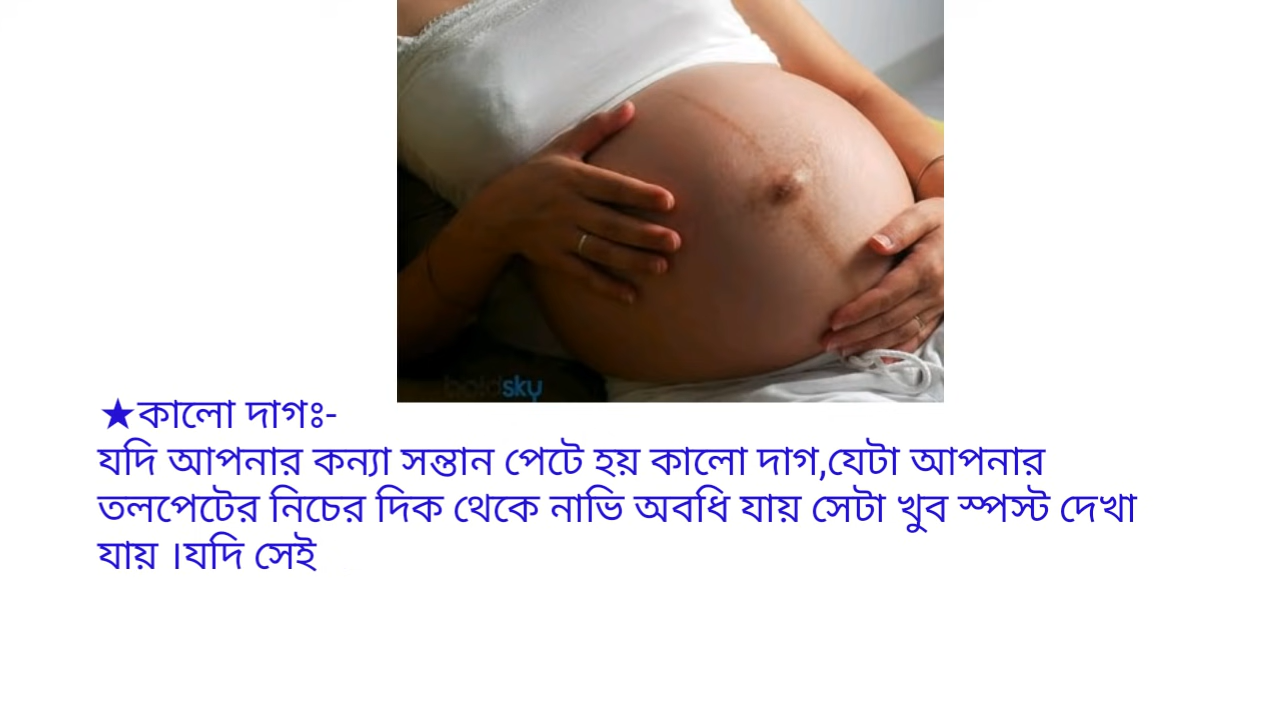 boldsky
★কালো দাগঃ-
যদি আপনার কন্যা সন্তান পেটে হয় কালো দাগ,যেটা আপনার
তলপেটের নিচের দিক থেকে নাভি অবধি যায় সেটা খুব স্পস্ট দেখা
যায় ।যদি সেই